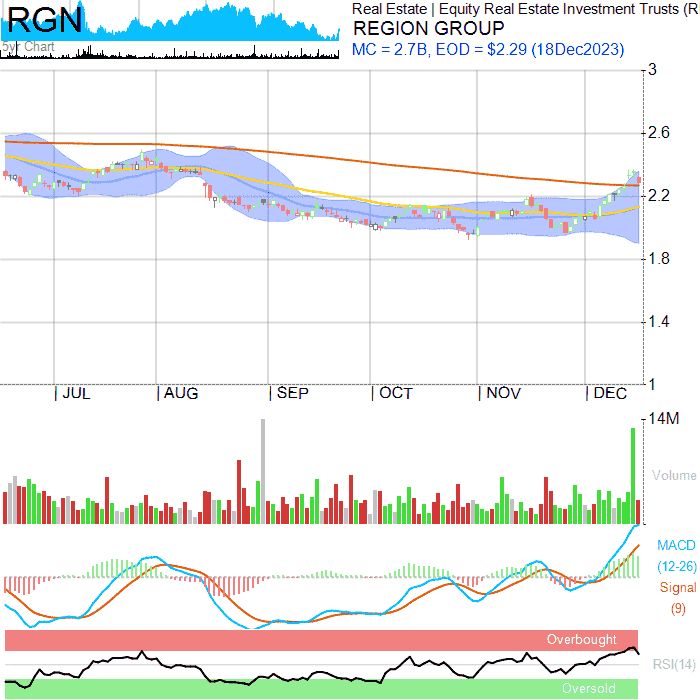 RGN
5yr Chart
Real Estate | Equity Real Estate Investment Trusts (R
REGION GROUP
MC = 2.7B, EOD = $2.29 (18Dec2023)
3
2.6
2.2
1.8
1.4
1
| JUL | AUG | SEP | OCT | NOV | DEC
14M
Volume
MACD
(12-26)
Signal
(9)
Overbought
RSI(14)
Oversold